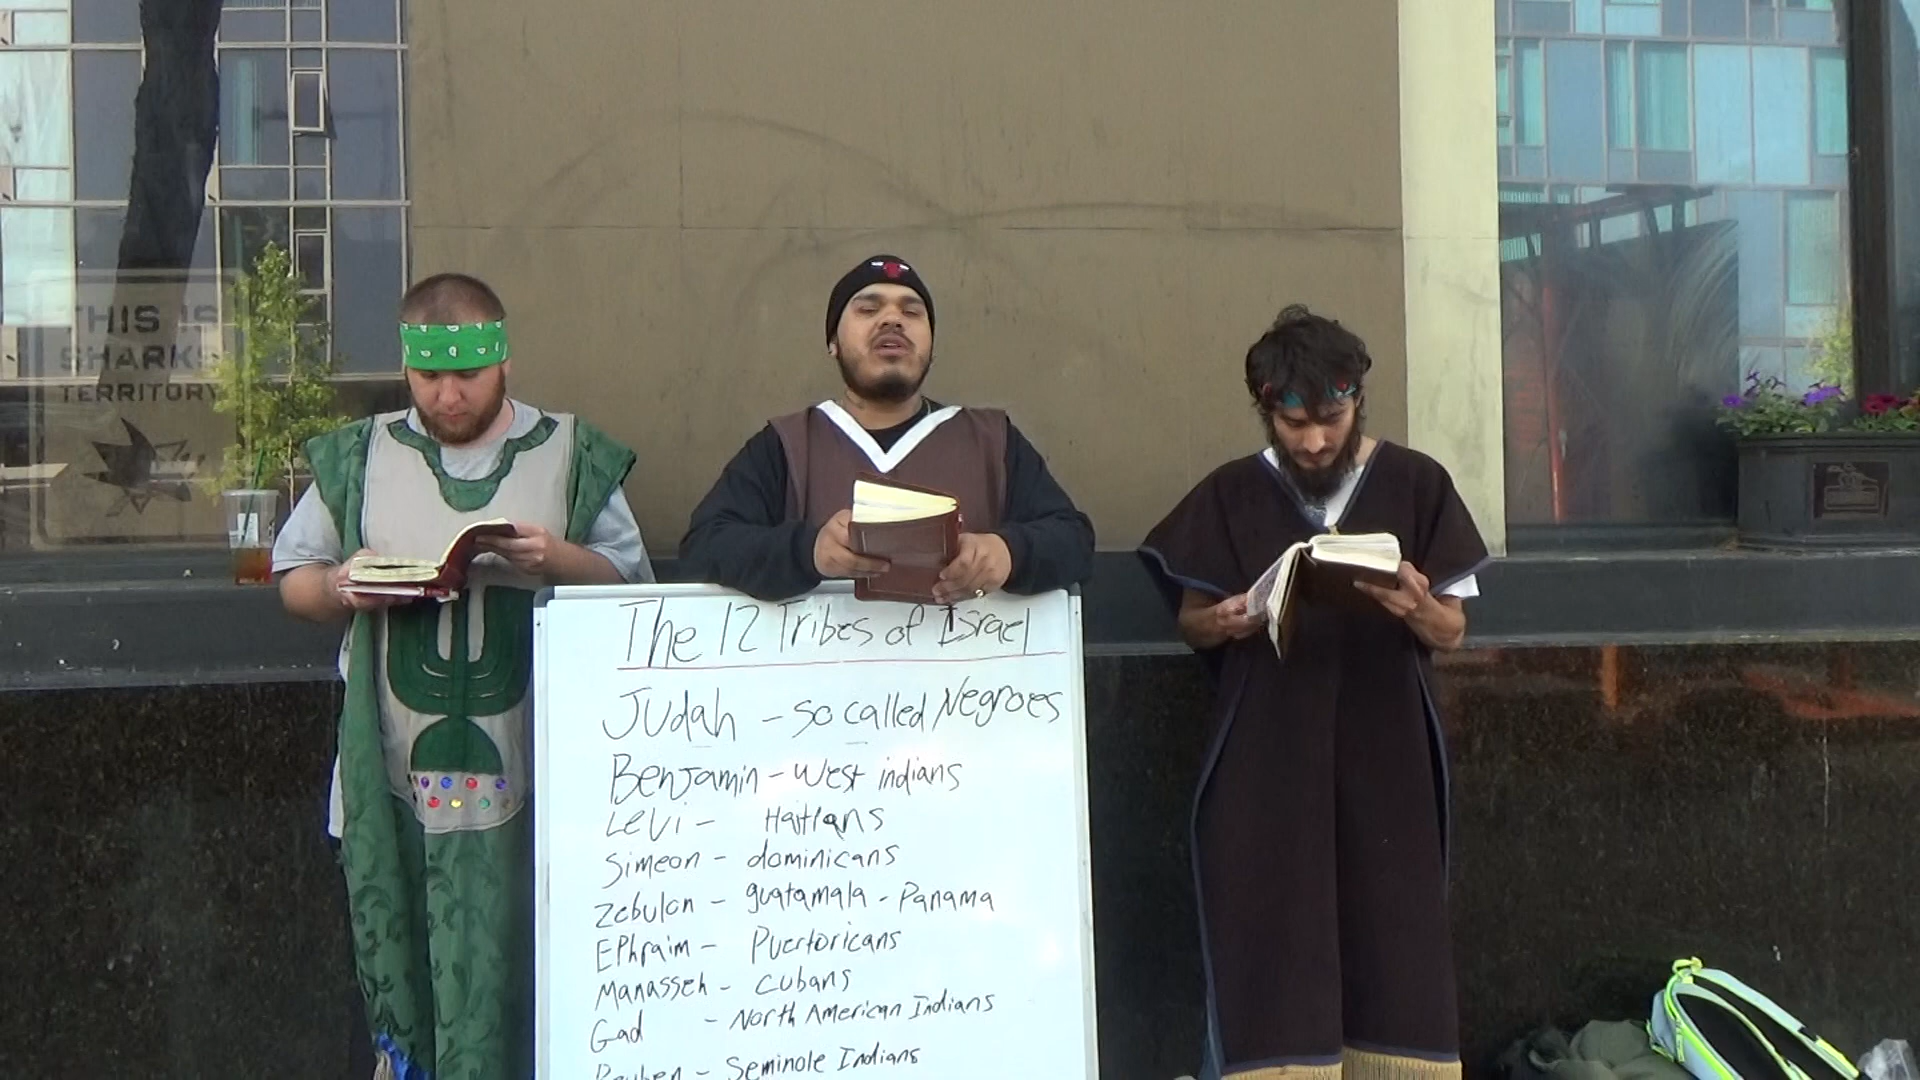 THIS IS
SHARKS
TERRITORY
The 12 Tribes of Israel
Judah - so called Negroes
Benjamin - West indians
Levi - Haitians
Simeon - dominicans
Zebulon - guatamala - Panama
Ephraim - Puertoricans
Manasseh - Cubans
Gad - North American Indians
Reuben - Seminole Indians